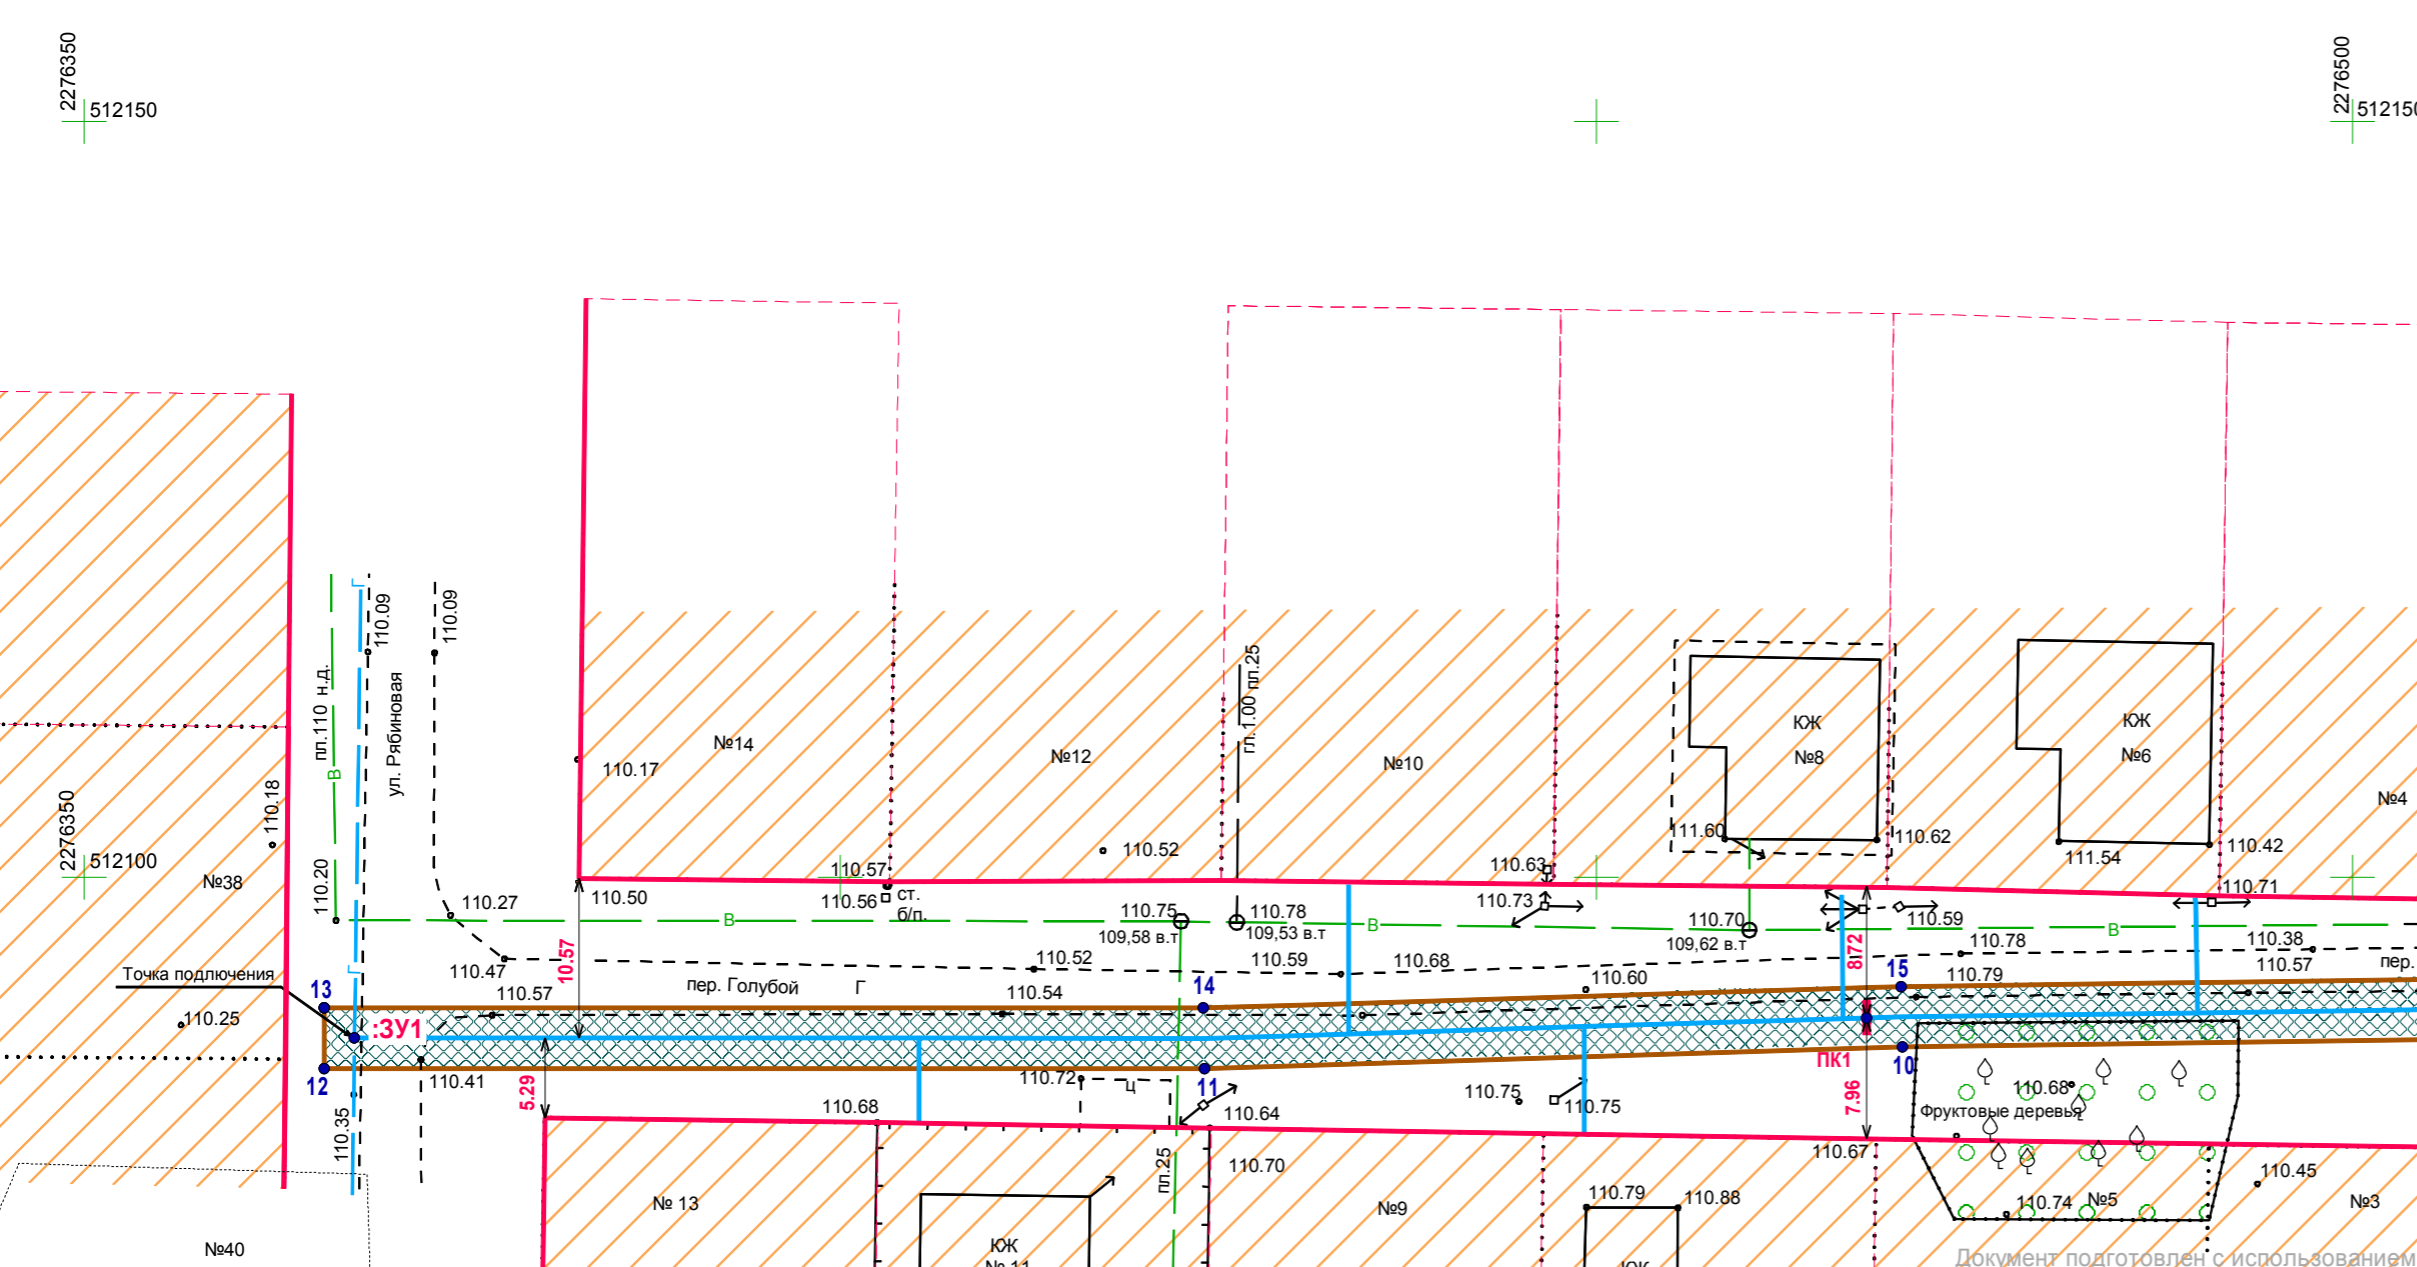 2276350
512150
2276500
512150
110.09
110.09
пл.110 н.д.
ул. Рябиновая
В
Г
гл.1.00 пл.25
№14
№12
№10
КЖ
№8
КЖ
№6
№4
110.17
110.18
2276350
512100
№38
110.20
110.52
110.57
110.63
111.60
110.62
111.54
110.42
110.71
110.50
110.56
ст.
б/п.
110.27
В
110.75
109,58 в.т
110.78
109,53 в.т
В
110.73
110.70
109,62 в.т
110.59
В
10.57
8.72
110.47
110.52
110.59
110.68
110.78
110.38
110.57
пер.
Точка подключения
Г
13
110.57
пер. Голубой
Г
110.54
14
110.60
15
110.79
110.25
:ЗУ1
12
110.41
5.29
110.72
ц
11
110.64
110.75
110.75
ПК1
10
7.96
110.68
Фруктовые деревья
110.35
110.68
110.67
пл.25
110.70
№ 13
№9
110.79
110.88
110.74
№5
110.45
№3
№40
КЖ
№ 11
КЖ
Документ подготовлен с использованием